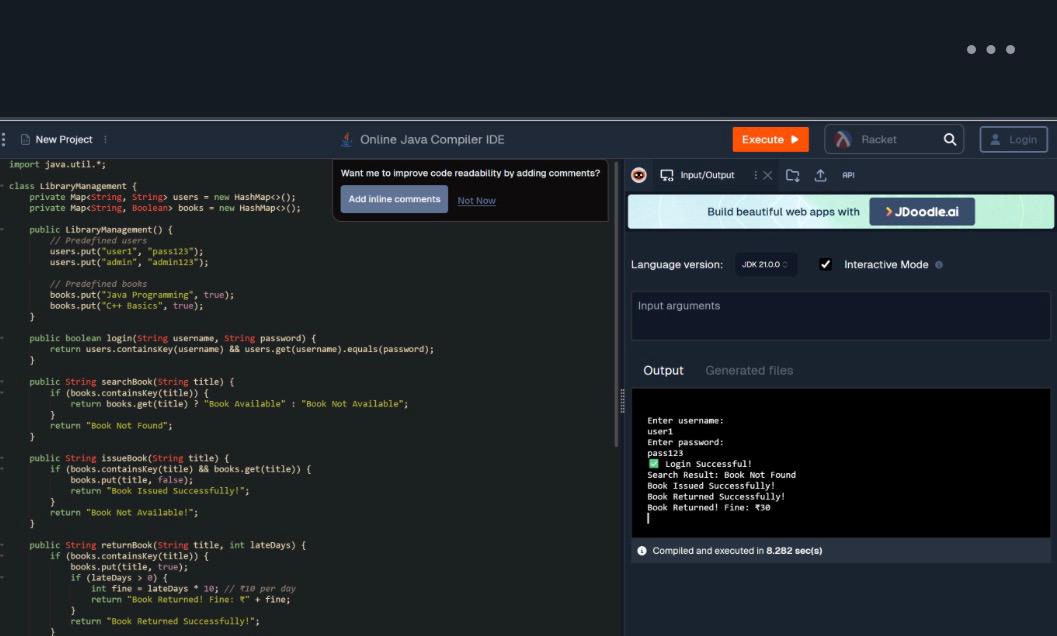 New Project
Online Java Compiler IDE
Execute
Racket
Login
import java.util.*;
class LibraryManagement {
private Map<String, String> users = new HashMap<>();
private Map<String, Boolean> books = new HashMap<>();
public LibraryManagement() {
// Predefined users
users.put("user1", "pass123");
users.put("admin", "admin123");
// Predefined books
books.put("Java Programming", true);
books.put("C++ Basics", true);
}
public boolean login(String username, String password) {
return users.containsKey(username) && users.get(username).equals(password);
}
public String searchBook(String title) {
if (books.containsKey(title)) {
return books.get(title) ? "Book Available" : "Book Not Available";
}
return "Book Not Found";
}
public String issueBook(String title) {
if (books.containsKey(title) && books.get(title)) {
books.put(title, false);
return "Book Issued Successfully!";
}
return "Book Not Available!";
}
public String returnBook(String title, int lateDays) {
if (books.containsKey(title)) {
books.put(title, true);
if (lateDays > 0) {
int fine = lateDays * 10; // ₹10 per day
return "Book Returned! Fine: ₹" + fine;
}
return "Book Returned Successfully!";
}
Want me to improve code readability by adding comments?
Add inline comments
Not Now
Input/Output
API
Build beautiful web apps with
JDoodle.ai
Language version:
JDK 21.0.0
Interactive Mode
Input arguments
Output
Generated files
Enter username:
user1
Enter password:
pass123
✅ Login Successful!
Search Result: Book Not Found
Book Issued Successfully!
Book Returned Successfully!
Book Returned! Fine: ₹30
Compiled and executed in 8.282 sec(s)